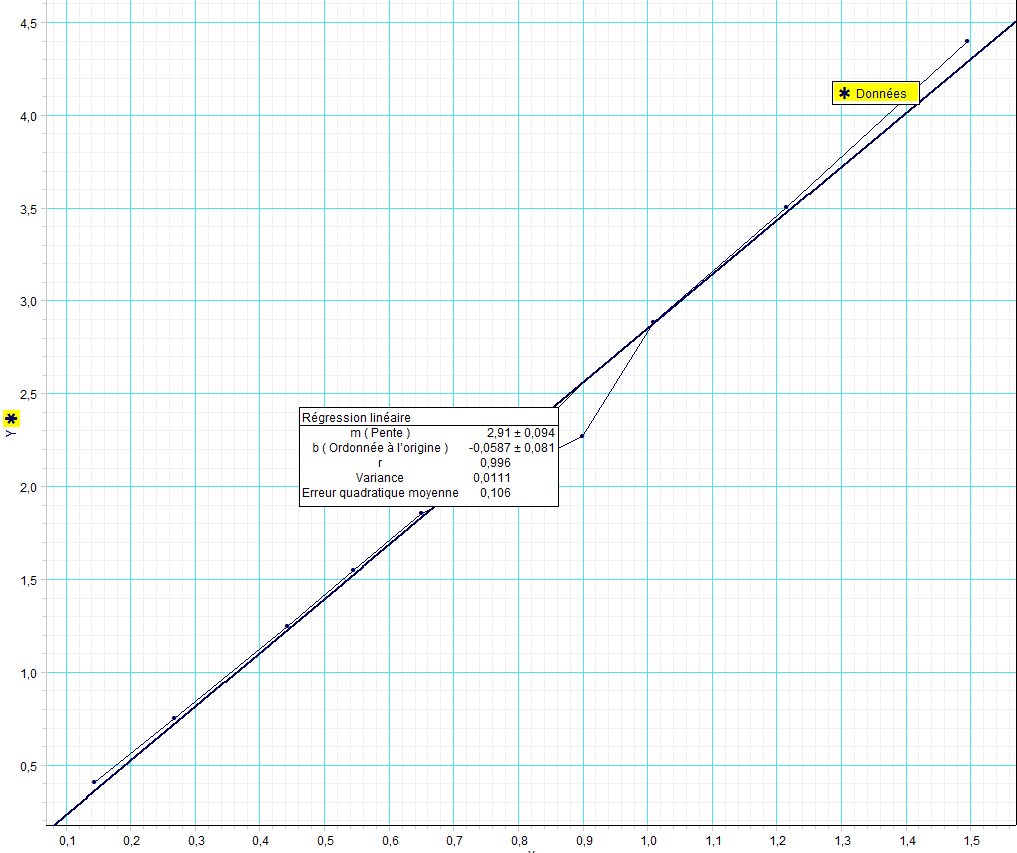 4,5
✱ Données
4,0
3,5
3,0
2,5
Régression linéaire
m ( Pente ) 2,91 ± 0,094
b ( Ordonnée à l'origine ) -0,0587 ± 0,081
r 0,996
Variance 0,0111
Erreur quadratique moyenne 0,106
Y ✱
2,0
1,5
1,0
0,5
0,1 0,2 0,3 0,4 0,5 0,6 0,7 0,8 0,9 1,0 1,1 1,2 1,3 1,4 1,5